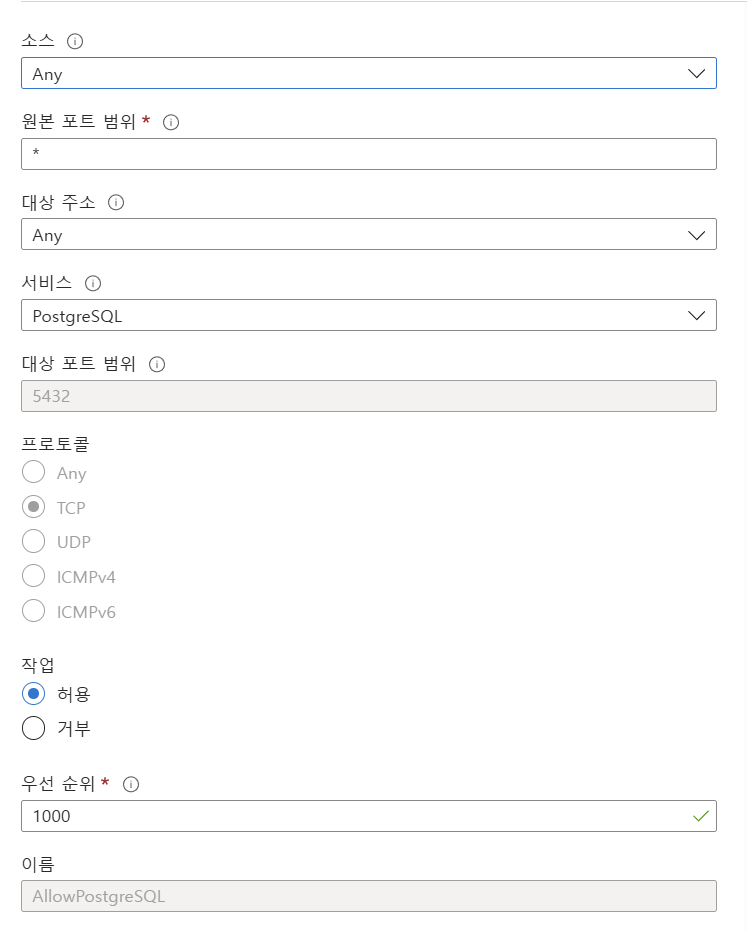 소스
Any
원본 포트 범위 *
*
대상 주소
Any
서비스
PostgreSQL
대상 포트 범위
5432
프로토콜
Any
TCP
UDP
ICMPv4
ICMPv6
작업
허용
거부
우선 순위 *
1000
이름
AllowPostgreSQL